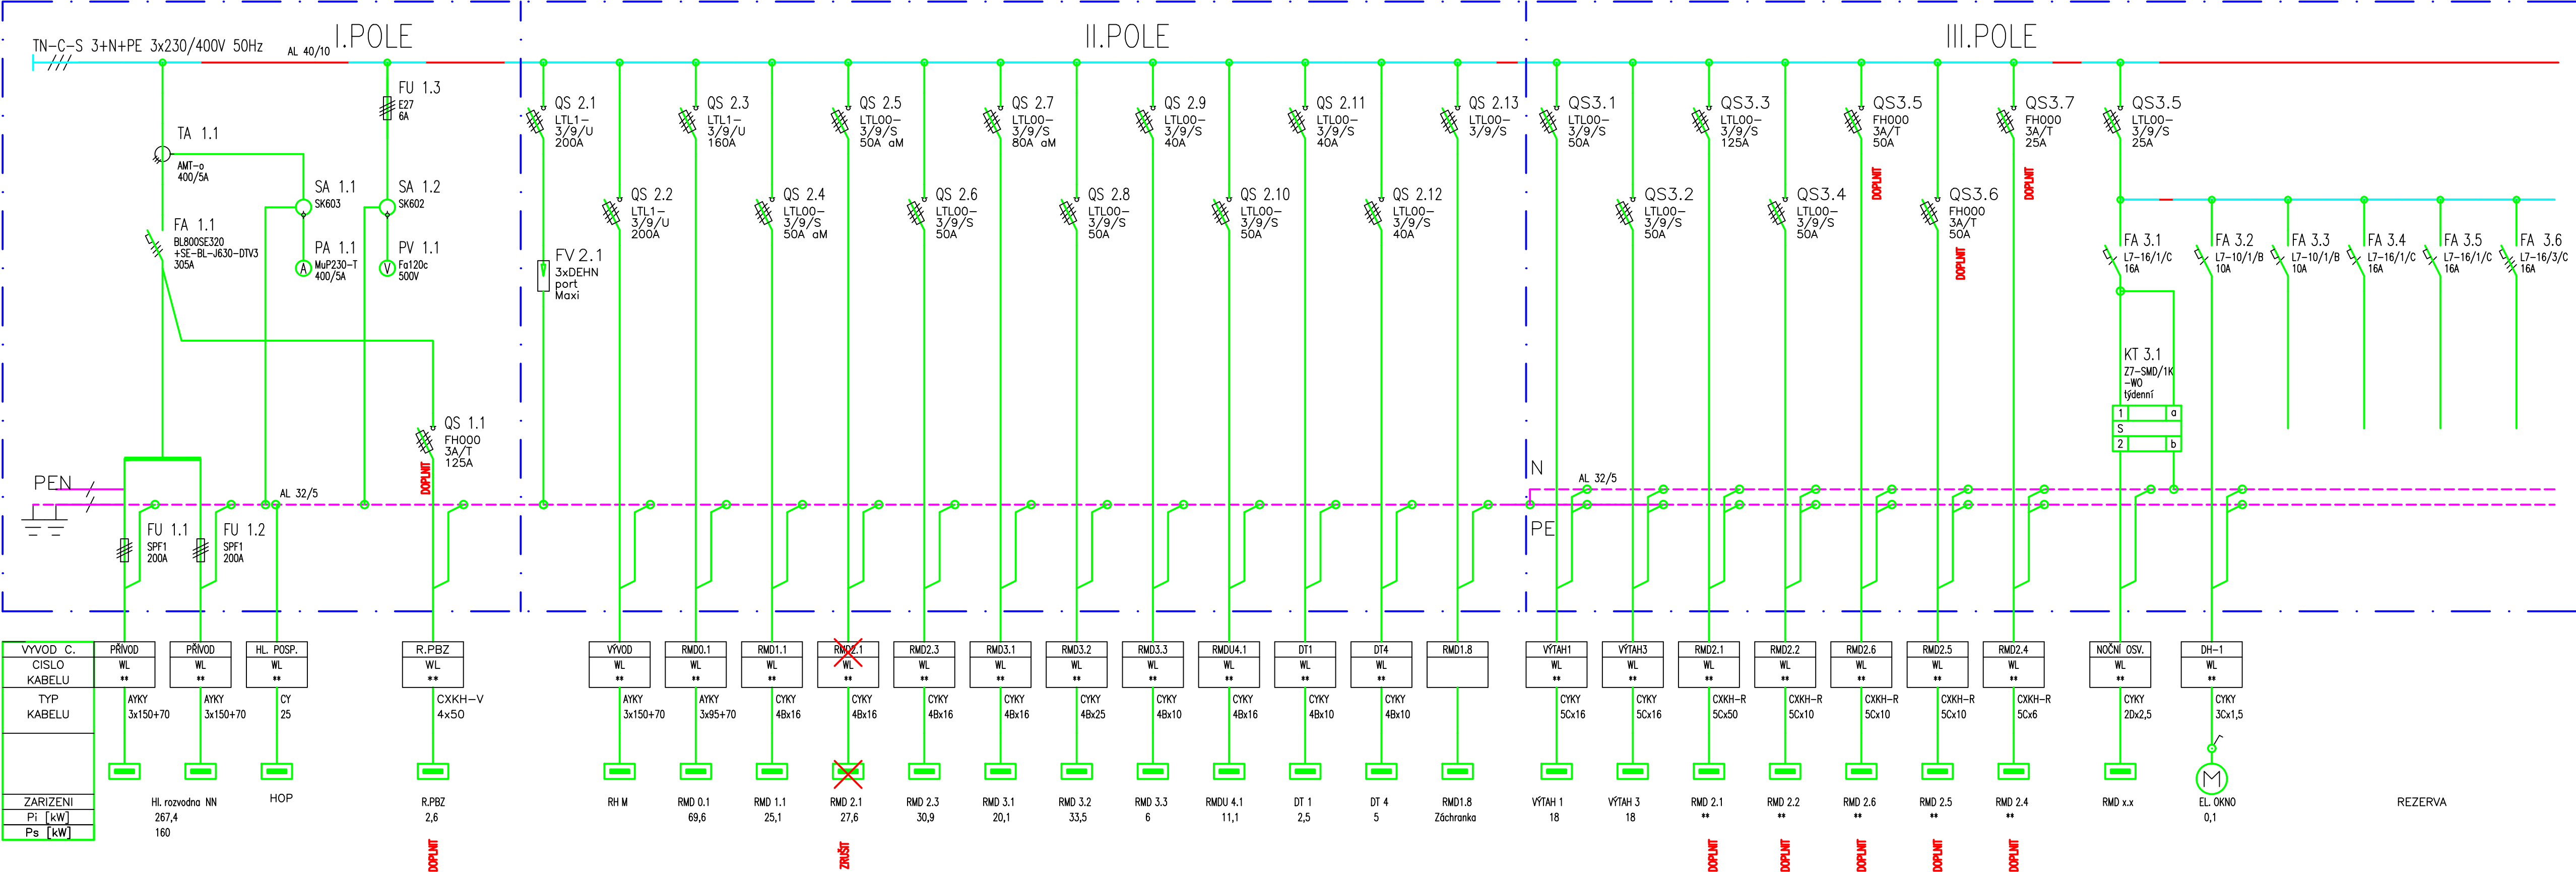 I.POLE
II.POLE
III.POLE
TN-C-S 3+N+PE 3x230/400V 50Hz
AL 40/10
FU 1.3
E27
6A
TA 1.1
AMT-o
400/5A
SA 1.1
SK603
SA 1.2
SK602
FA 1.1
BL800SE320
+SE-BL-J630-DTV3
305A
PA 1.1
A
MuP230-T
400/5A
PV 1.1
V
Fa120c
500V
QS 1.1
FH000
3A/T
125A
DOPLNIT
PEN
AL 32/5
FU 1.1
SPF1
200A
FU 1.2
SPF1
200A
QS 2.1
LTL1-
3/9/U
200A
FV 2.1
3xDEHN
port
Maxi
QS 2.2
LTL1-
3/9/U
200A
QS 2.3
LTL1-
3/9/U
160A
QS 2.4
LTL00-
3/9/S
50A aM
QS 2.5
LTL00-
3/9/S
50A aM
QS 2.6
LTL00-
3/9/S
50A
QS 2.7
LTL00-
3/9/S
80A aM
QS 2.8
LTL00-
3/9/S
50A
QS 2.9
LTL00-
3/9/S
40A
QS 2.10
LTL00-
3/9/S
50A
QS 2.11
LTL00-
3/9/S
40A
QS 2.12
LTL00-
3/9/S
40A
QS 2.13
LTL00-
3/9/S
QS3.1
LTL00-
3/9/S
50A
QS3.2
LTL00-
3/9/S
50A
QS3.3
LTL00-
3/9/S
125A
QS3.4
LTL00-
3/9/S
50A
QS3.5
FH000
3A/T
50A
DOPLNIT
QS3.6
FH000
3A/T
50A
DOPLNIT
QS3.7
FH000
3A/T
25A
DOPLNIT
QS3.5
LTL00-
3/9/S
25A
FA 3.1
L7-16/1/C
16A
FA 3.2
L7-10/1/B
10A
FA 3.3
L7-10/1/B
10A
FA 3.4
L7-16/1/C
16A
FA 3.5
L7-16/1/C
16A
FA 3.6
L7-16/3/C
16A
KT 3.1
Z7-SMD/1K
-WO
týdenní
1 a
S
2 b
N
AL 32/5
PE
VYVOD C. PŘÍVOD PŘÍVOD HL. POSP. R.PBZ VÝVOD RMD0.1 RMD1.1 RMD2.1 RMD2.3 RMD3.1 RMD3.2 RMD3.3 RMDU4.1 DT1 DT4 RMD1.8 VÝTAH1 VÝTAH3 RMD2.1 RMD2.2 RMD2.6 RMD2.5 RMD2.4 NOČNÍ OSV. DH-1
CISLO WL WL WL WL WL WL WL WL WL WL WL WL WL WL WL WL WL WL WL WL WL WL WL WL
KABELU ** ** ** ** ** ** ** ** ** ** ** ** ** ** ** ** ** ** ** ** ** ** ** **
TYP AYKY AYKY CY CXKH-V AYKY AYKY CYKY CYKY CYKY CYKY CYKY CYKY CYKY CYKY CYKY CYKY CYKY CXKH-R CXKH-R CXKH-R CXKH-R CXKH-R CYKY CYKY
KABELU 3x150+70 3x150+70 25 4x50 3x150+70 3x95+70 4Bx16 4Bx16 4Bx16 4Bx16 4Bx25 4Bx10 4Bx16 4Bx10 4Bx10 5Cx16 5Cx16 5Cx50 5Cx10 5Cx10 5Cx10 5Cx6 2Dx2,5 3Cx1,5
M
ZARIZENI Hl. rozvodna NN HOP R.PBZ RH M RMD 0.1 RMD 1.1 RMD 2.1 RMD 2.3 RMD 3.1 RMD 3.2 RMD 3.3 RMDU 4.1 DT 1 DT 4 RMD1.8 VÝTAH 1 VÝTAH 3 RMD 2.1 RMD 2.2 RMD 2.6 RMD 2.5 RMD 2.4 RMD x.x EL. OKNO REZERVA
Pi [kW] 267,4 2,6 69,6 25,1 27,6 30,9 20,1 33,5 6 11,1 2,5 5 Záchranka 18 18 ** ** ** ** ** 0,1
Ps [kW] 160
DOPLNIT ZRUŠIT DOPLNIT DOPLNIT DOPLNIT DOPLNIT DOPLNIT